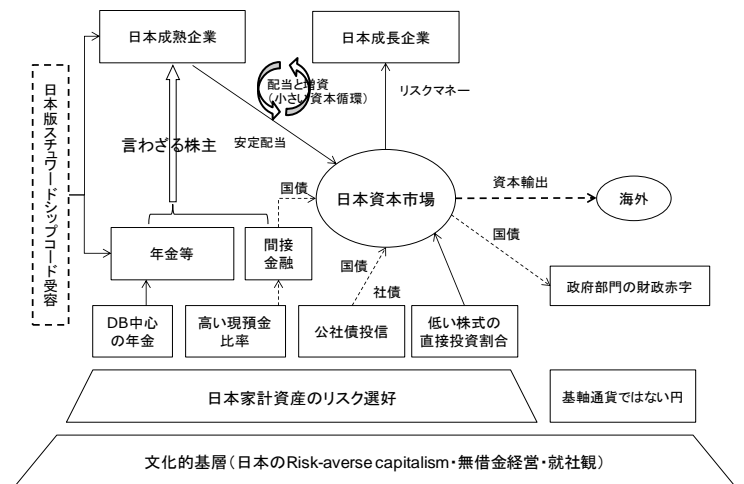 日本成熟企業
日本成長企業
配当と増資
（小さい資本循環）
リスクマネー
日本版スチュワードシップコード受容
言わざる株主
安定配当
国債
日本資本市場
資本輸出
海外
年金等
間接
金融
国債
社債
国債
政府部門の財政赤字
DB中心
の年金
高い現預金
比率
公社債投信
低い株式の
直接投資割合
日本家計資産のリスク選好
基軸通貨ではない円
文化的基層（日本のRisk-averse capitalism・無借金経営・就社観）